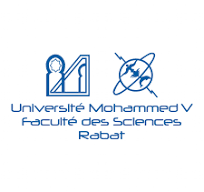 Université Mohammed V
Faculté des Sciences
Rabat